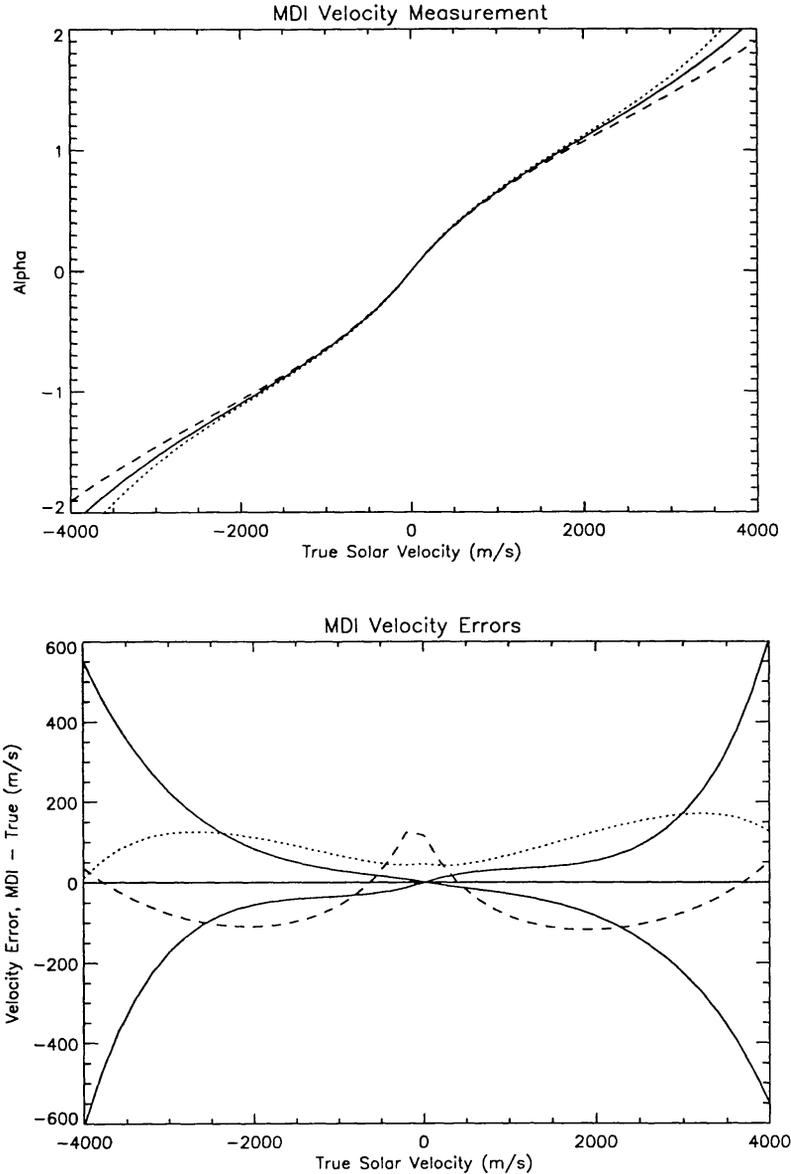 MDI Velocity Measurement
2
1
0
−1
−2
Alpha
−4000 −2000 0 2000 4000
True Solar Velocity (m/s)
MDI Velocity Errors
600
400
200
0
−200
−400
−600
Velocity Error, MDI − True (m/s)
−4000 −2000 0 2000 4000
True Solar Velocity (m/s)